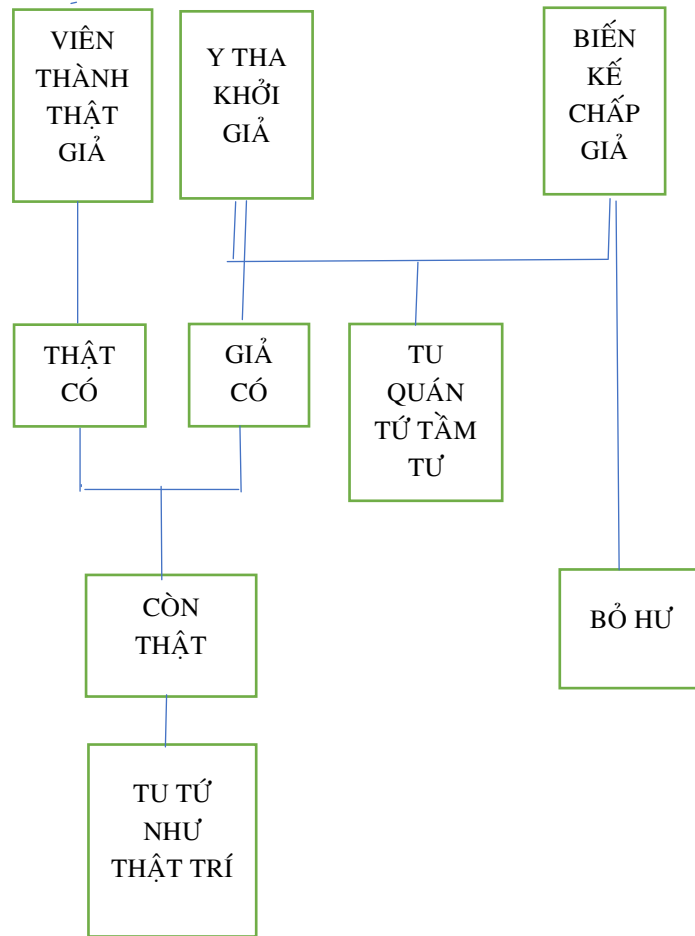 VIÊN
THÀNH
THẬT
GIẢ
Y THA
KHỞI
GIẢ
BIẾN
KẾ
CHẤP
GIẢ
THẬT
CÓ
GIẢ
CÓ
TU
QUÁN
TỨ TẦM
TƯ
CÒN
THẬT
BỎ HƯ
TU TỨ
NHƯ
THẬT TRÍ